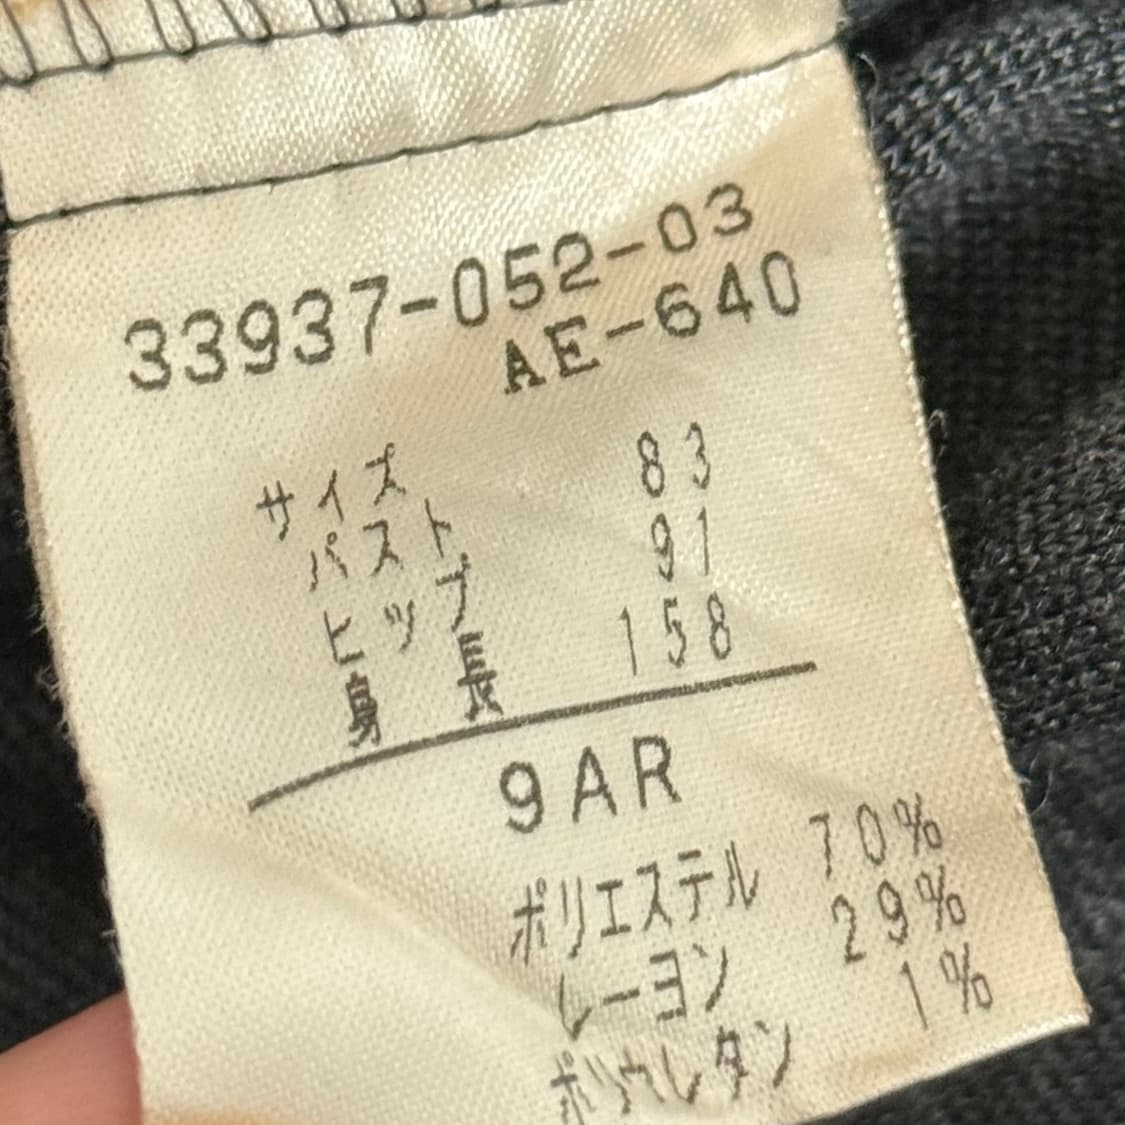 33937-052-03
AE-640
サイズ
バスト 83
ヒップ 91
身長 158
9AR
ポリエステル 70%
レーヨン 29%
ポリウレタン 1%